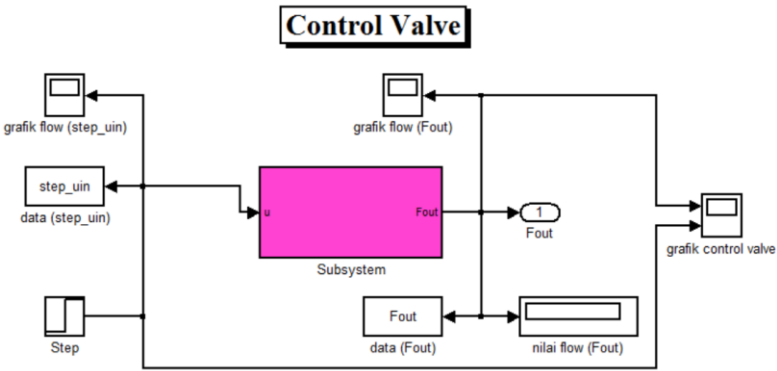 Control Valve
grafik flow (step_uin)
grafik flow (Fout)
step_uin
data (step_uin)
u
Fout
Subsystem
1
Fout
grafik control valve
Step
Fout
data (Fout)
nilai flow (Fout)